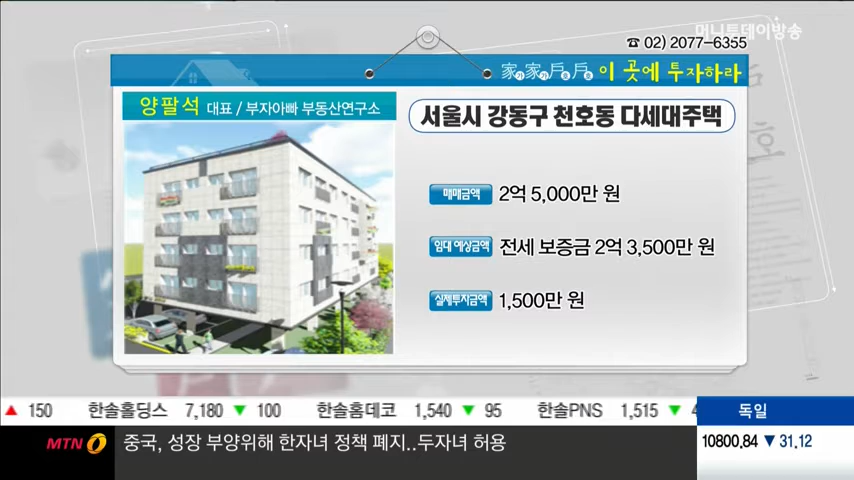 머니투데이방송
☎ 02) 2077-6355
家가家가戶호戶호 이 곳에 투자하라
양팔석 대표 / 부자아빠 부동산연구소
서울시 강동구 천호동 다세대주택
매매금액 2억 5,000만 원
임대 예상금액 전세 보증금 2억 3,500만 원
실제투자금액 1,500만 원
▲ 150 한솔홀딩스 7,180 ▼ 100 한솔홈데코 1,540 ▼ 95 한솔PNS 1,515 ▼
독일
MTN 중국, 성장 부양위해 한자녀 정책 폐지..두자녀 허용
10800.84 ▼ 31.12